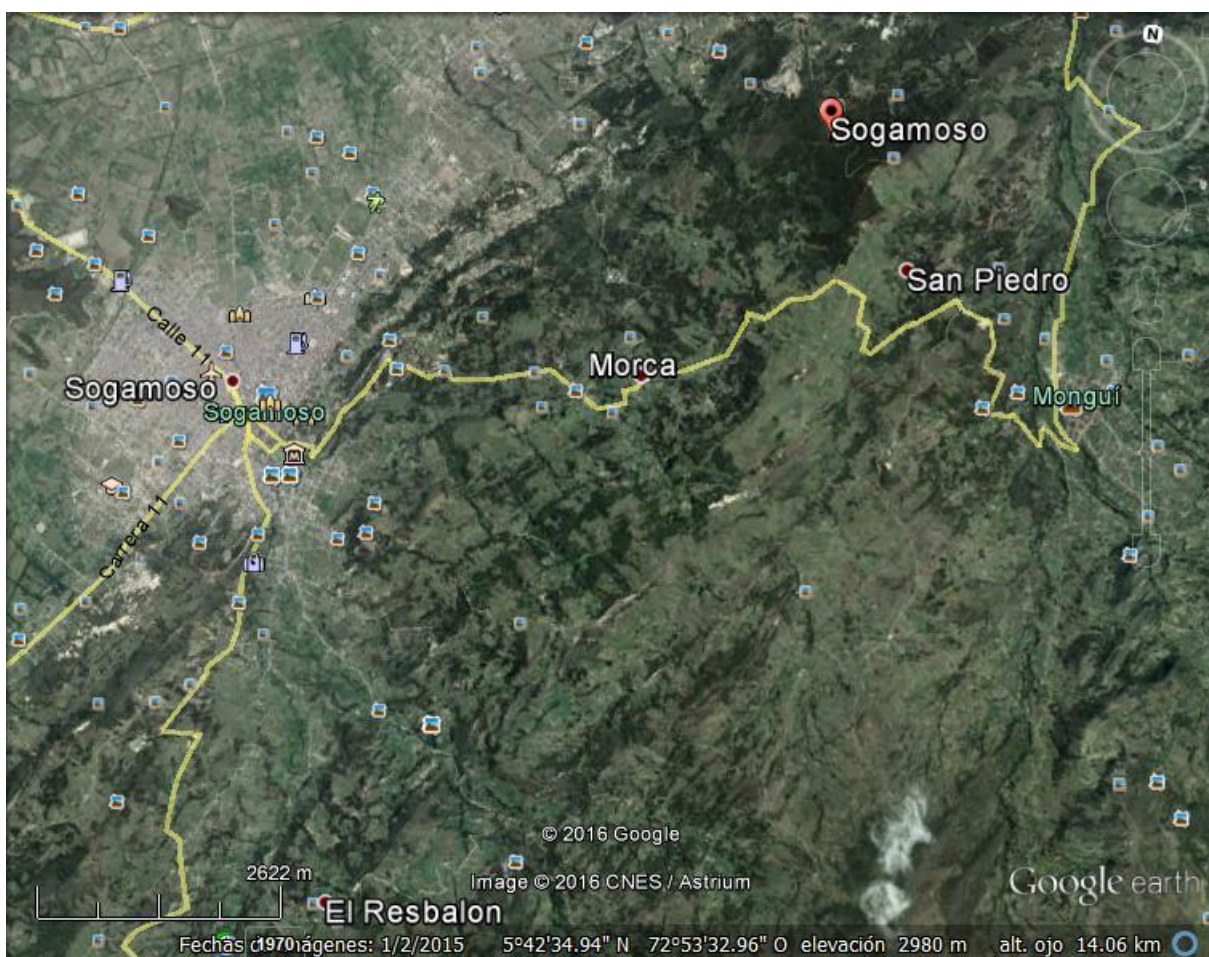 N
Sogamoso
San Piedro
Calle 11
Morca
Sogamoso
Monguí
Sogamoso
M
Carrera 11
© 2016 Google
2622 m
Image © 2016 CNES / Astrium
Google earth
El Resbalon
1970
Fechas de imágenes: 1/2/2015 5°42'34.94" N 72°53'32.96" O elevación 2980 m alt. ojo 14.06 km